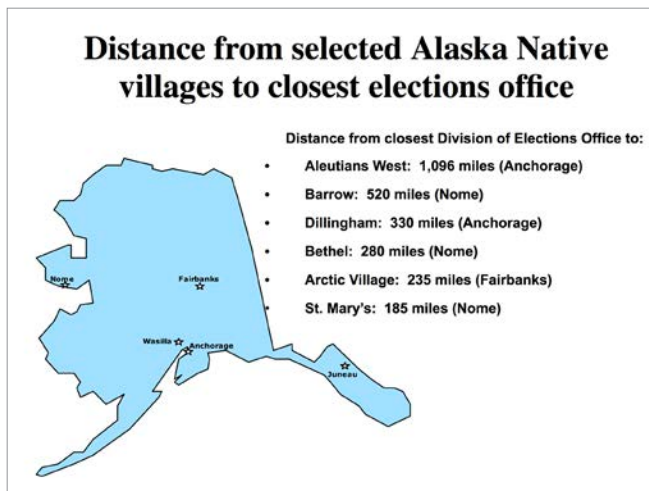 Distance from selected Alaska Native
villages to closest elections office
Distance from closest Division of Elections Office to:
• Aleutians West: 1,096 miles (Anchorage)
• Barrow: 520 miles (Nome)
• Dillingham: 330 miles (Anchorage)
• Bethel: 280 miles (Nome)
• Arctic Village: 235 miles (Fairbanks)
• St. Mary's: 185 miles (Nome)
Nome
Fairbanks
Wasilla
Anchorage
Juneau